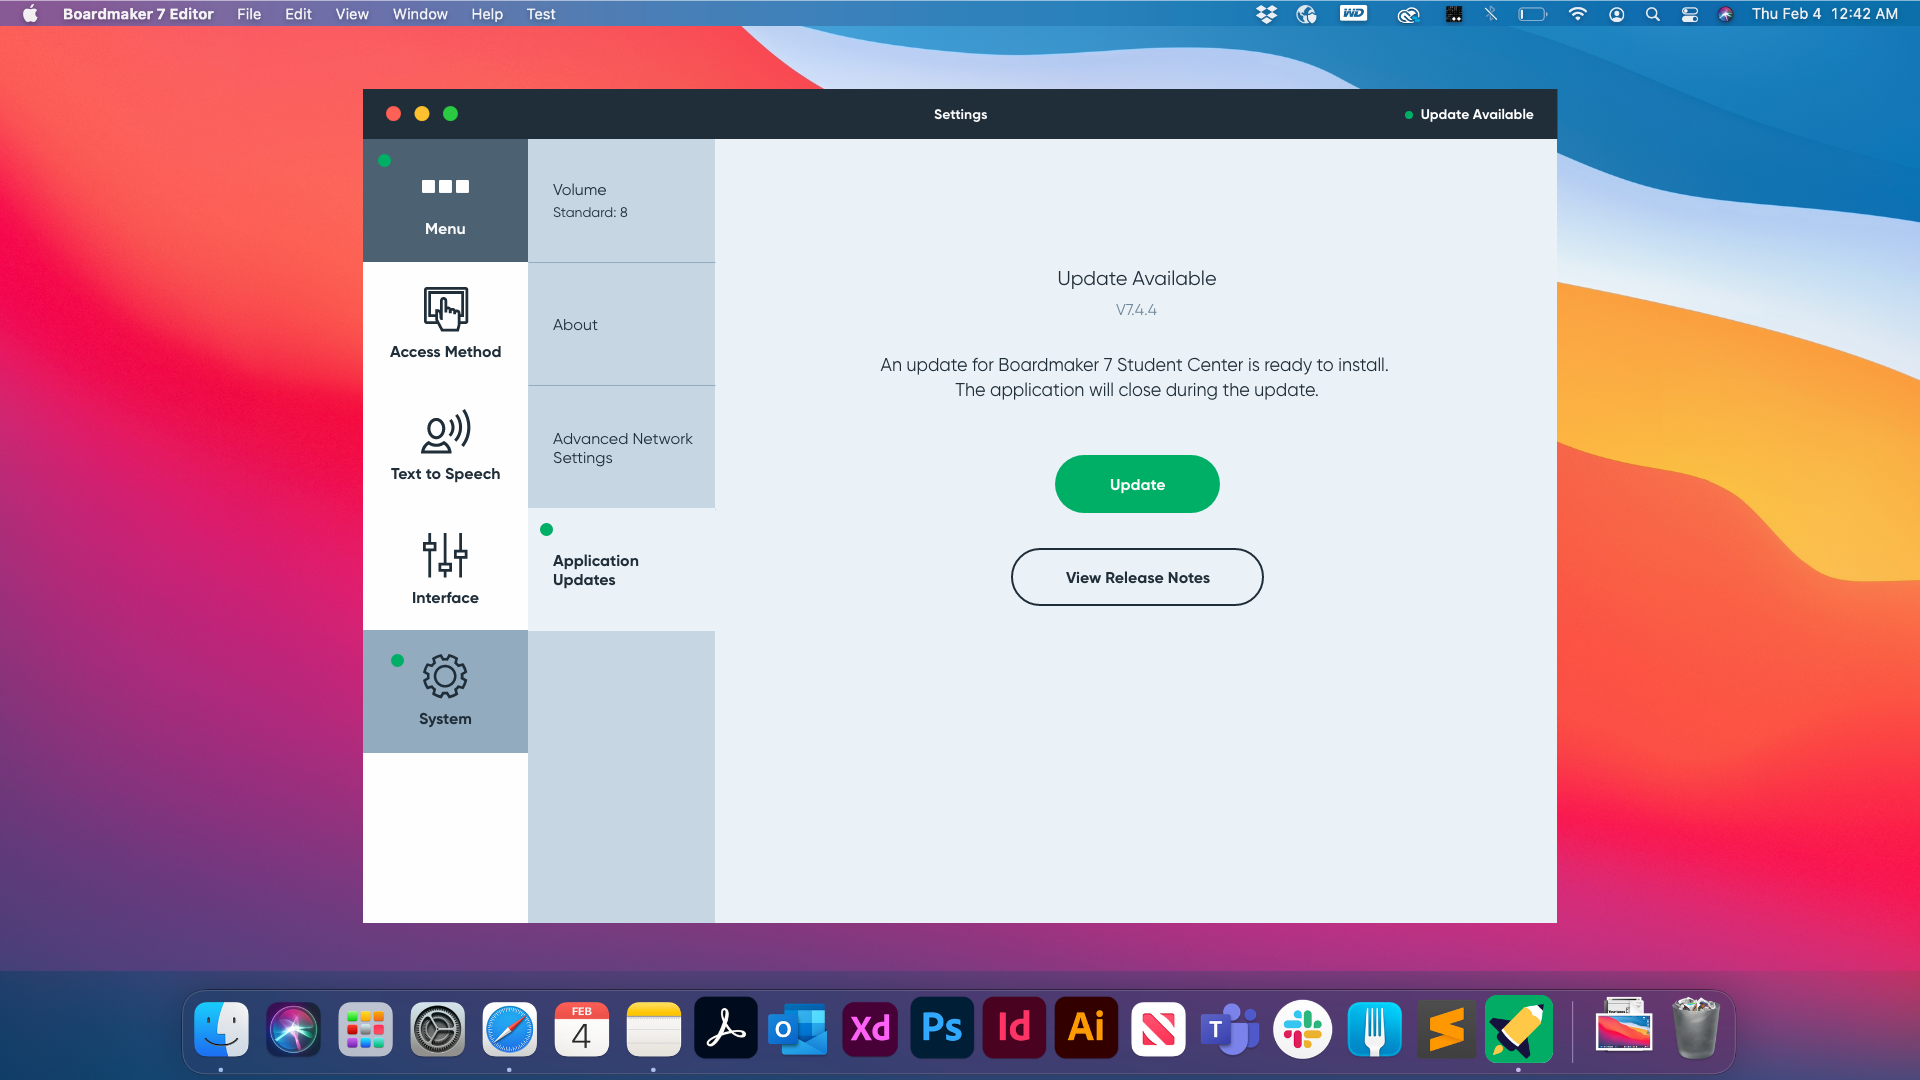 Boardmaker 7 Editor File Edit View Window Help Test
WD
Thu Feb 4 12:42 AM
Settings
Update Available
Menu
Access Method
Text to Speech
Interface
System
Volume
Standard: 8
About
Advanced Network
Settings
Application
Updates
Update Available
V7.4.4
An update for Boardmaker 7 Student Center is ready to install.
The application will close during the update.
Update
View Release Notes
FEB
4
O
Xd
Ps
Id
Ai
T